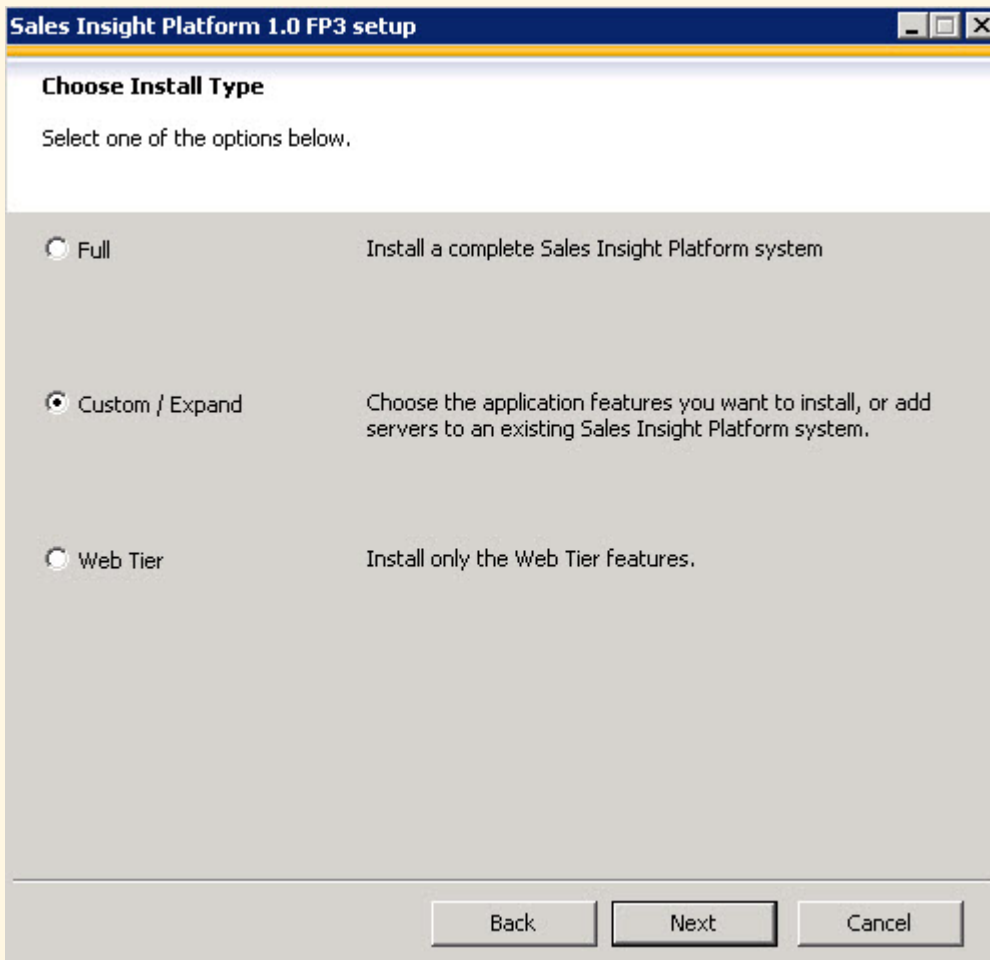 Sales Insight Platform 1.0 FP3 setup
Choose Install Type
Select one of the options below.
Full
Install a complete Sales Insight Platform system
Custom / Expand
Choose the application features you want to install, or add
servers to an existing Sales Insight Platform system.
Web Tier
Install only the Web Tier features.
Back
Next
Cancel